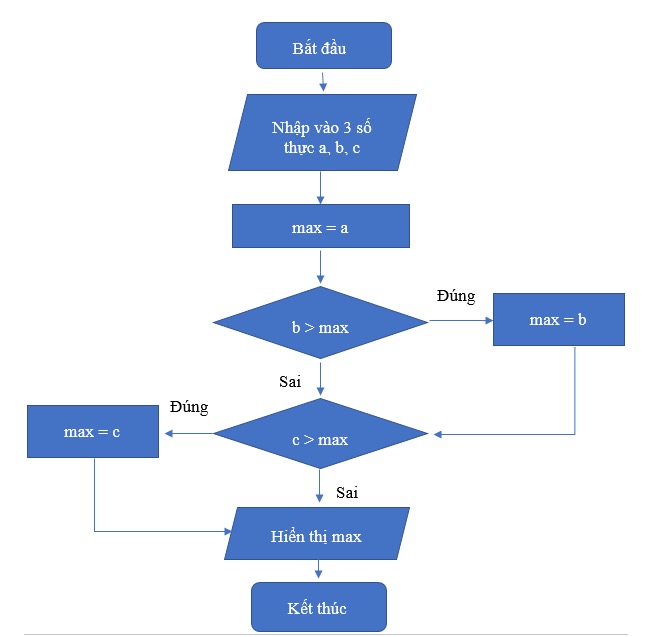 Bắt đầu
Nhập vào 3 số
thực a, b, c
max = a
b > max
Đúng
max = b
Sai
c > max
Đúng
max = c
Sai
Hiển thị max
Kết thúc